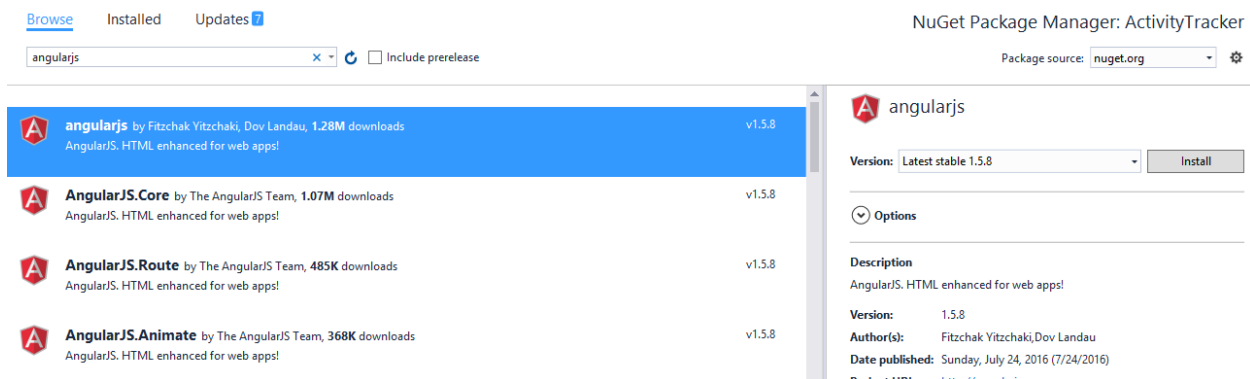 Browse Installed Updates 7
NuGet Package Manager: ActivityTracker
angularjs
Include prerelease
Package source: nuget.org
angularjs by Fitzchak Yitzchaki, Dov Landau, 1.28M downloads
v1.5.8
AngularJS. HTML enhanced for web apps!
AngularJS.Core by The AngularJS Team, 1.07M downloads
v1.5.8
AngularJS. HTML enhanced for web apps!
AngularJS.Route by The AngularJS Team, 485K downloads
v1.5.8
AngularJS. HTML enhanced for web apps!
AngularJS.Animate by The AngularJS Team, 368K downloads
v1.5.8
AngularJS. HTML enhanced for web apps!
angularjs
Version: Latest stable 1.5.8
Install
Options
Description
AngularJS. HTML enhanced for web apps!
Version: 1.5.8
Author(s): Fitzchak Yitzchaki,Dov Landau
Date published: Sunday, July 24, 2016 (7/24/2016)